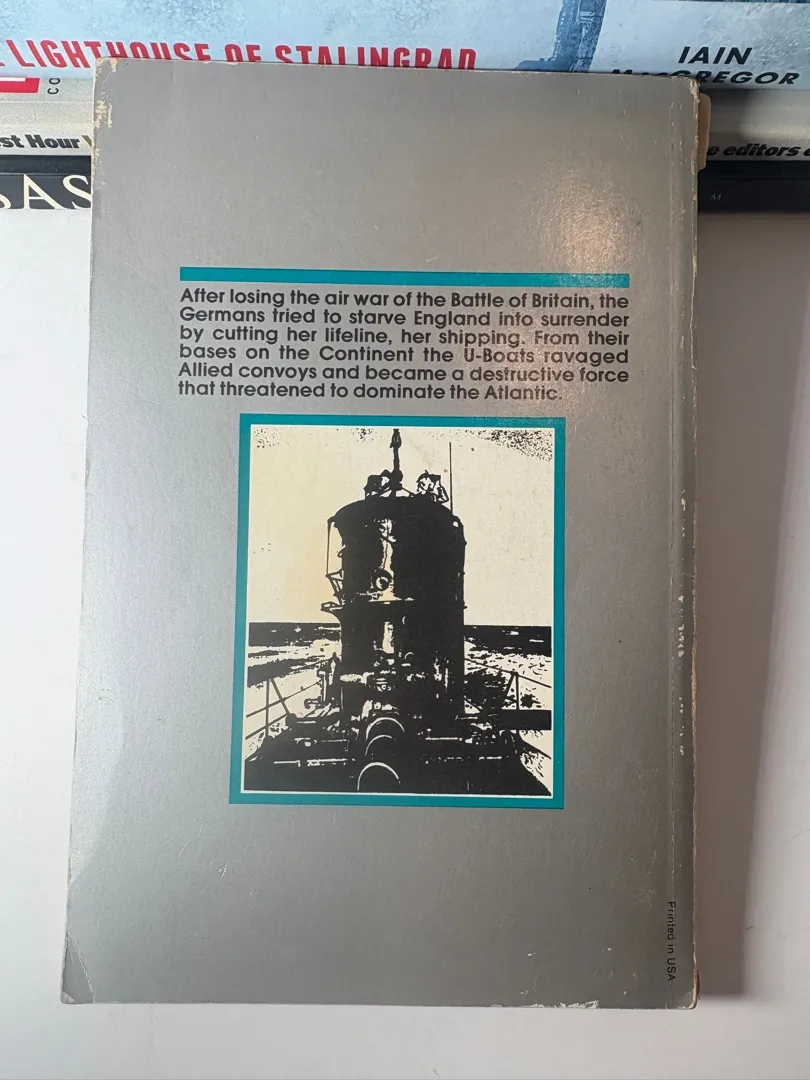 LIGHTHOUSE OF STALINGRAD
IAIN
MACGREGOR
CO
st Hour
e editors
SAS
A1
After losing the air war of the Battle of Britain, the
Germans tried to starve England into surrender
by cutting her lifeline, her shipping. From their
bases on the Continent the U-Boats ravaged
Allied convoys and became a destructive force
that threatened to dominate the Atlantic.
Printed in USA